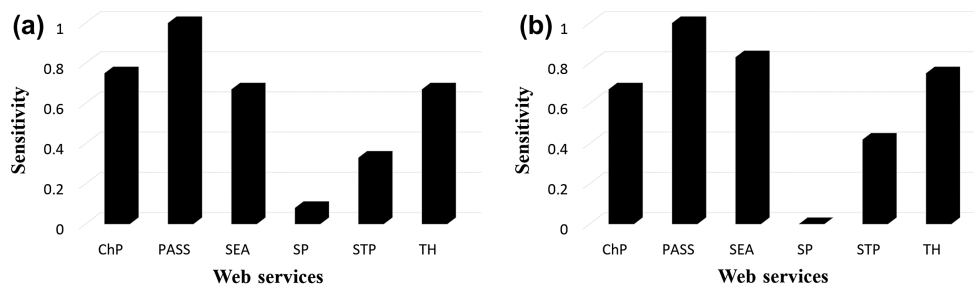 (a)
Sensitivity
1
0.8
0.6
0.4
0.2
0
ChP PASS SEA SP STP TH
Web services
(b)
Sensitivity
1
0.8
0.6
0.4
0.2
0
ChP PASS SEA SP STP TH
Web services